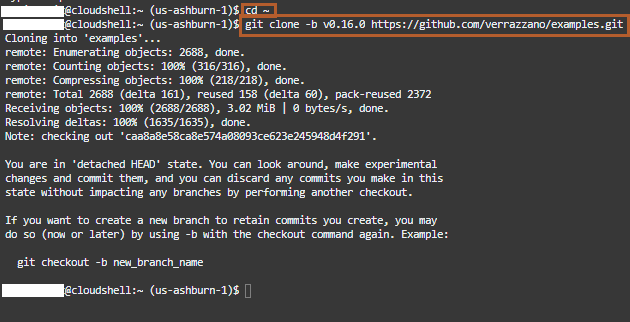 @cloudshell:~ (us-ashburn-1)$ cd ~
@cloudshell:~ (us-ashburn-1)$ git clone -b v0.16.0 https://github.com/verrazzano/examples.git
Cloning into 'examples'...
remote: Enumerating objects: 2688, done.
remote: Counting objects: 100% (316/316), done.
remote: Compressing objects: 100% (218/218), done.
remote: Total 2688 (delta 161), reused 158 (delta 60), pack-reused 2372
Receiving objects: 100% (2688/2688), 3.02 MiB | 0 bytes/s, done.
Resolving deltas: 100% (1635/1635), done.
Note: checking out 'caa8a8e58ca8e574a08093ce623e245948d4f291'.
You are in 'detached HEAD' state. You can look around, make experimental
changes and commit them, and you can discard any commits you make in this
state without impacting any branches by performing another checkout.
If you want to create a new branch to retain commits you create, you may
do so (now or later) by using -b with the checkout command again. Example:
git checkout -b new_branch_name
@cloudshell:~ (us-ashburn-1)$